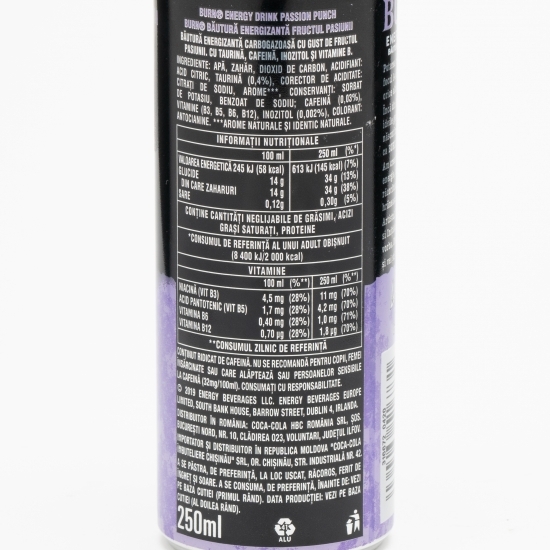 BURN® ENERGY DRINK PASSION PUNCH
BURN® BĂUTURĂ ENERGIZANTĂ FRUCTUL PASIUNII
BĂUTURĂ ENERGIZANTĂ CARBOGAZOASĂ CU GUST DE FRUCTUL
PASIUNII, CU TAURINĂ, CAFEINĂ, INOZITOL ȘI VITAMINE B.
INGREDIENTE: APĂ, ZAHĂR, DIOXID DE CARBON, ACIDIFIANT:
ACID CITRIC, TAURINĂ (0,4%), CORECTOR DE ACIDITATE:
CITRAȚI DE SODIU, AROME***, CONSERVANȚI: SORBAT
DE POTASIU, BENZOAT DE SODIU; CAFEINĂ (0,03%),
VITAMINE (B3, B5, B6, B12), INOZITOL (0,002%), COLORANT:
ANTOCIANINE. ***AROME NATURALE ȘI IDENTIC NATURALE.
INFORMAȚII NUTRIȚIONALE
100 ml 250 ml (%*)
VALOAREA ENERGETICĂ 245 kJ (58 kcal) 613 kJ (145 kcal) (7%)
GLUCIDE 14 g 34 g (13%)
DIN CARE ZAHARURI 14 g 34 g (38%)
SARE 0,12g 0,30g (5%)
CONȚINE CANTITĂȚI NEGLIJABILE DE GRĂSIMI, ACIZI
GRAȘI SATURAȚI, PROTEINE
*CONSUMUL DE REFERINȚĂ AL UNUI ADULT OBIȘNUIT
(8 400 kJ/2 000 kcal)
VITAMINE
100 ml (%**) 250 ml (%**)
NIACINĂ (VIT B3) 4,5 mg (28%) 11 mg (70%)
ACID PANTOTENIC (VIT B5) 1,7 mg (28%) 4,2 mg (70%)
VITAMINA B6 0,40 mg (28%) 1,0 mg (71%)
VITAMINA B12 0,70 µg (28%) 1,8 µg (70%)
**CONSUMUL ZILNIC DE REFERINȚĂ
CONȚINUT RIDICAT DE CAFEINĂ. NU SE RECOMANDĂ PENTRU COPII, FEMEI
ÎNSĂRCINATE SAU CARE ALĂPTEAZĂ SAU PERSOANELOR SENSIBILE
LA CAFEINĂ (32mg/100ml). CONSUMAȚI CU RESPONSABILITATE.
© 2019 ENERGY BEVERAGES LLC. ENERGY BEVERAGES EUROPE
LIMITED, SOUTH BANK HOUSE, BARROW STREET, DUBLIN 4, IRLANDA.
DISTRIBUITOR ÎN ROMÂNIA: COCA-COLA HBC ROMÂNIA SRL, ȘOS.
BUCUREȘTI NORD, NR. 10, CLĂDIREA O23, VOLUNTARI, JUDEȚUL ILFOV.
IMPORTATOR ȘI DISTRIBUITOR ÎN REPUBLICA MOLDOVA "COCA-COLA
ÎMBUTELIERE CHIȘINĂU" SRL, OR. CHIȘINĂU, STR. INDUSTRIALĂ NR. 42.
A SE PĂSTRA, DE PREFERINȚĂ, LA LOC USCAT, RĂCOROS, FERIT DE
ÎNGHEȚ ȘI SOARE. A SE CONSUMA, DE PREFERINȚĂ, ÎNAINTE DE: VEZI PE
BAZA CUTIEI (PRIMUL RÂND). DATA PRODUCȚIEI: VEZI PE BAZA
CUTIEI (AL DOILEA RÂND).
250ml
41
ALU